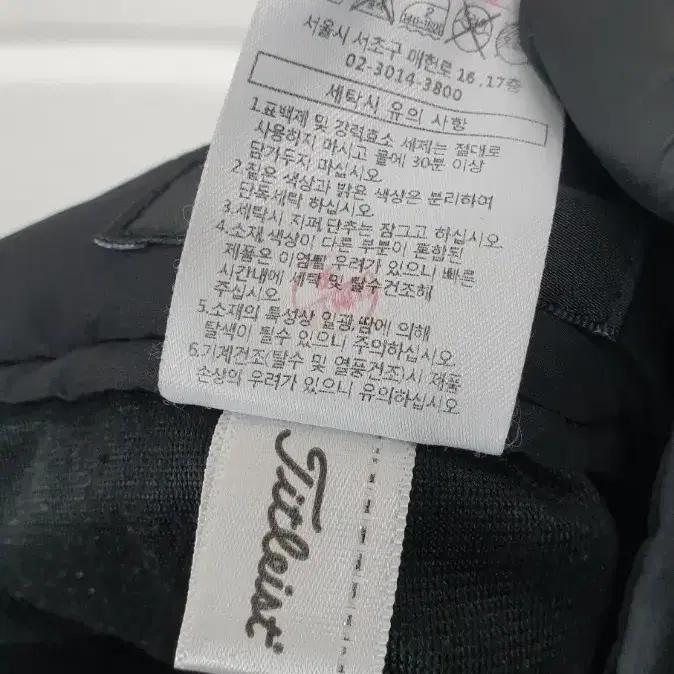 서울시 서초구 매헌로 16, 17층
02-3014-3800
세탁시 유의 사항
1.표백제 및 강력효소 세제는 절대로
사용하지 마시고 물에 30분 이상
담가두지 마십시오
2.짙은 색상과 밝은 색상은 분리하여
단독세탁 하십시오
3.세탁시 지퍼,단추는 잠그고 하십시오
4.소재,색상이 다른 부분이 혼합된
제품은 이염될 우려가 있으니 빠른
시간내에 세탁 및 탈수건조해
주십시오
5.소재의 특성상 일광,땀에 의해
탈색이 될수 있으니 주의하십시오
6.기계건조(탈수 및 열풍건조)시 제품
손상의 우려가 있으니 유의하십시오
Titleist